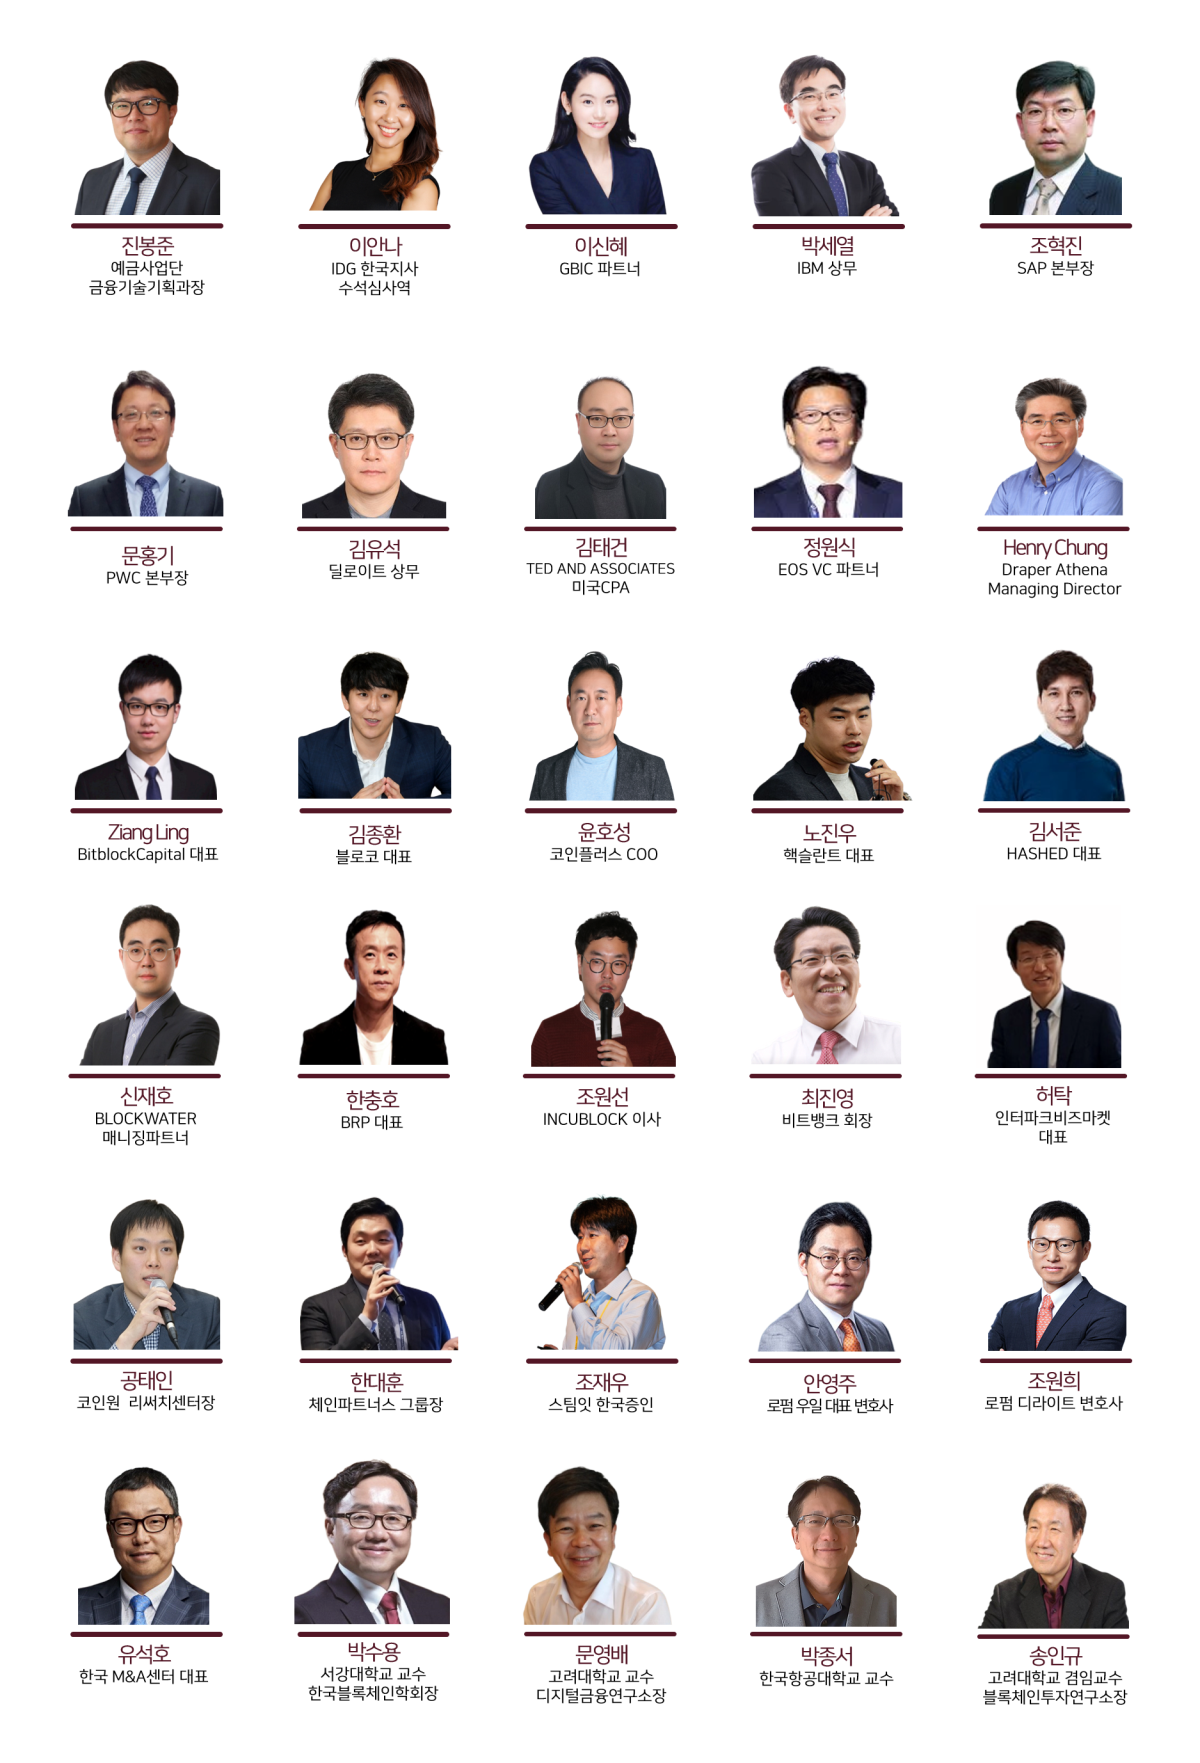 진봉준
예금사업단
금융기술기획과장
이안나
IDG 한국지사
수석심사역
이신혜
GBIC 파트너
박세열
IBM 상무
조혁진
SAP 본부장
문홍기
PWC 본부장
김유석
딜로이트 상무
김태건
TED AND ASSOCIATES
미국CPA
정원식
EOS VC 파트너
Henry Chung
Draper Athena
Managing Director
Ziang Ling
BitblockCapital 대표
김종환
블로코 대표
윤호성
코인플러스 COO
노진우
핵슬란트 대표
김서준
HASHED 대표
신재호
BLOCKWATER
매니징파트너
한충호
BRP 대표
조원선
INCUBLOCK 이사
최진영
비트뱅크 회장
허탁
인터파크비즈마켓
대표
공태인
코인원 리써치센터장
한대훈
체인파트너스 그룹장
조재우
스팀잇 한국증인
안영주
로펌 우일 대표 변호사
조원희
로펌 디라이트 변호사
유석호
한국 M&A센터 대표
박수용
서강대학교 교수
한국블록체인학회장
문영배
고려대학교 교수
디지털금융연구소장
박종서
한국항공대학교 교수
송인규
고려대학교 겸임교수
블록체인투자연구소장